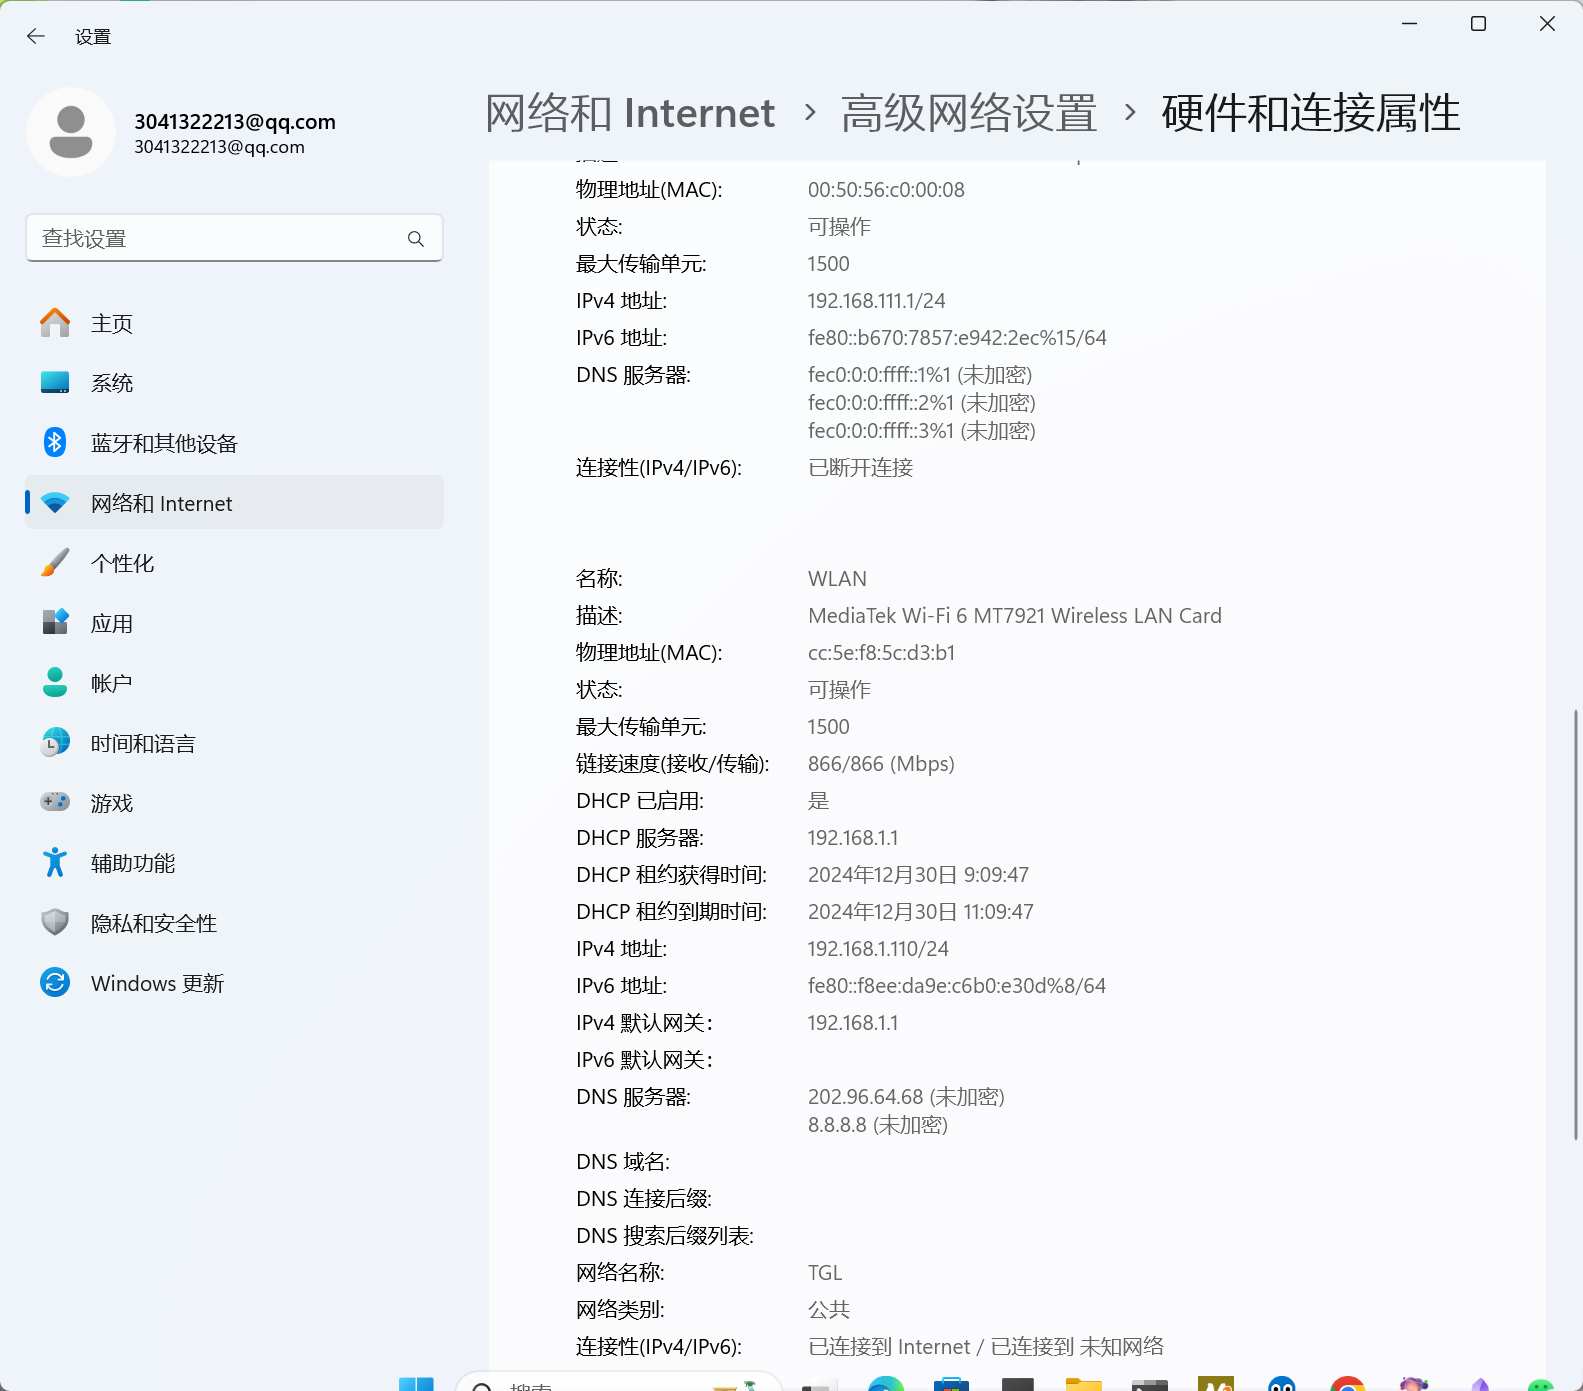 设置
3041322213@qq.com
3041322213@qq.com
查找设置
主页
系统
蓝牙和其他设备
网络和 Internet
个性化
应用
帐户
时间和语言
游戏
辅助功能
隐私和安全性
Windows 更新
网络和 Internet › 高级网络设置 › 硬件和连接属性
物理地址(MAC): 00:50:56:c0:00:08
状态: 可操作
最大传输单元: 1500
IPv4 地址: 192.168.111.1/24
IPv6 地址: fe80::b670:7857:e942:2ec%15/64
DNS 服务器: fec0:0:0:ffff::1%1 (未加密)
fec0:0:0:ffff::2%1 (未加密)
fec0:0:0:ffff::3%1 (未加密)
连接性(IPv4/IPv6): 已断开连接
名称: WLAN
描述: MediaTek Wi-Fi 6 MT7921 Wireless LAN Card
物理地址(MAC): cc:5e:f8:5c:d3:b1
状态: 可操作
最大传输单元: 1500
链接速度(接收/传输): 866/866 (Mbps)
DHCP 已启用: 是
DHCP 服务器: 192.168.1.1
DHCP 租约获得时间: 2024年12月30日 9:09:47
DHCP 租约到期时间: 2024年12月30日 11:09:47
IPv4 地址: 192.168.1.110/24
IPv6 地址: fe80::f8ee:da9e:c6b0:e30d%8/64
IPv4 默认网关: 192.168.1.1
IPv6 默认网关:
DNS 服务器: 202.96.64.68 (未加密)
8.8.8.8 (未加密)
DNS 域名:
DNS 连接后缀:
DNS 搜索后缀列表:
网络名称: TGL
网络类别: 公共
连接性(IPv4/IPv6): 已连接到 Internet / 已连接到 未知网络
搜索